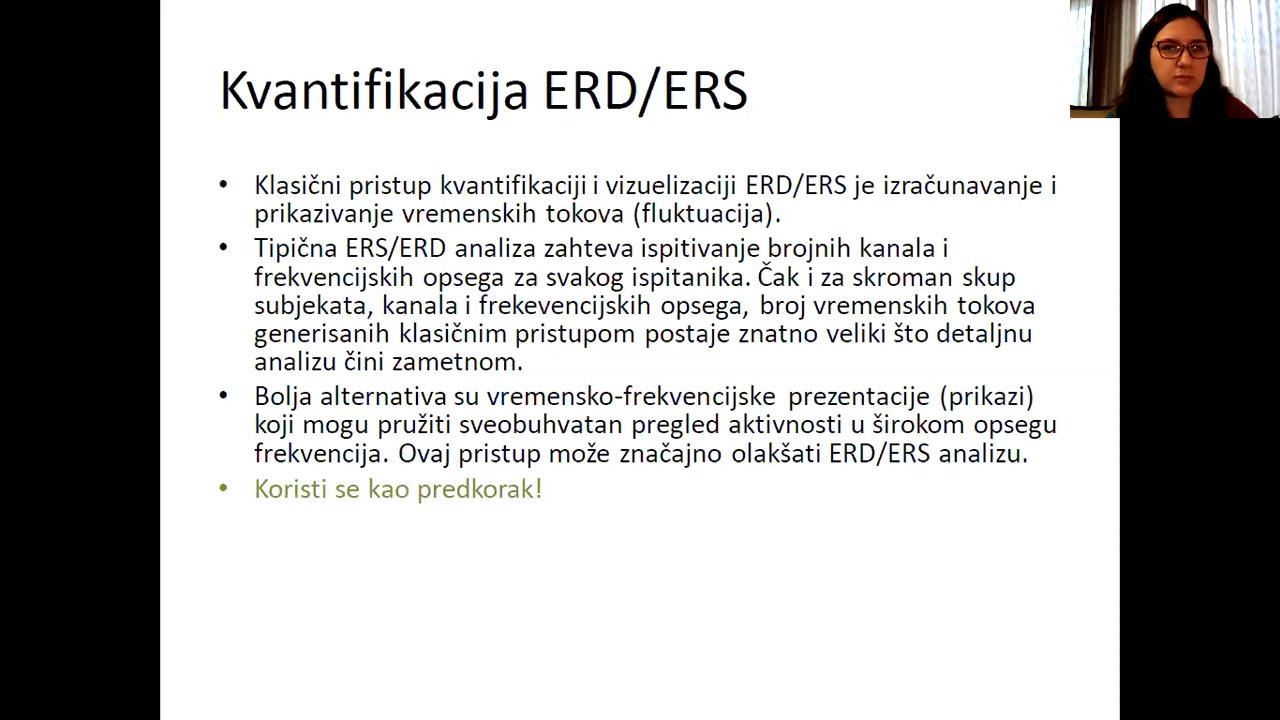 Kvantifikacija ERD/ERS
• Klasični pristup kvantifikaciji i vizuelizaciji ERD/ERS je izračunavanje i
prikazivanje vremenskih tokova (fluktuacija).
• Tipična ERS/ERD analiza zahteva ispitivanje brojnih kanala i
frekvencijskih opsega za svakog ispitanika. Čak i za skroman skup
subjekata, kanala i frekevencijskih opsega, broj vremenskih tokova
generisanih klasičnim pristupom postaje znatno veliki što detaljnu
analizu čini zametnom.
• Bolja alternativa su vremensko-frekvencijske prezentacije (prikazi)
koji mogu pružiti sveobuhvatan pregled aktivnosti u širokom opsegu
frekvencija. Ovaj pristup može značajno olakšati ERD/ERS analizu.
• Koristi se kao predkorak!